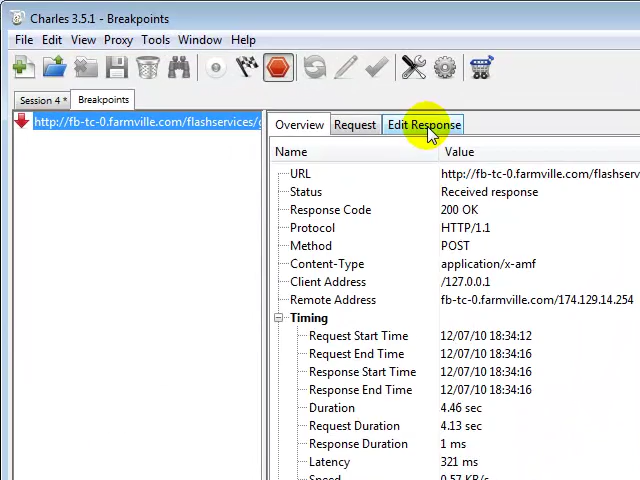 Charles 3.5.1 - Breakpoints
File Edit View Proxy Tools Window Help
Session 4 * Breakpoints
http://fb-tc-0.farmville.com/flashservices/
Overview Request Edit Response
Name Value
URL http://fb-tc-0.farmville.com/flashserv
Status Received response
Response Code 200 OK
Protocol HTTP/1.1
Method POST
Content-Type application/x-amf
Client Address /127.0.0.1
Remote Address fb-tc-0.farmville.com/174.129.14.254
Timing
Request Start Time 12/07/10 18:34:12
Request End Time 12/07/10 18:34:16
Response Start Time 12/07/10 18:34:16
Response End Time 12/07/10 18:34:16
Duration 4.46 sec
Request Duration 4.13 sec
Response Duration 1 ms
Latency 321 ms
Speed 0.57 KB/s